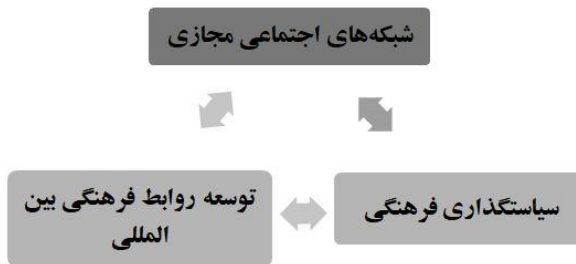 شبکه‌های اجتماعی مجازی
سیاستگذاری فرهنگی
توسعه روابط فرهنگی بین
المللی